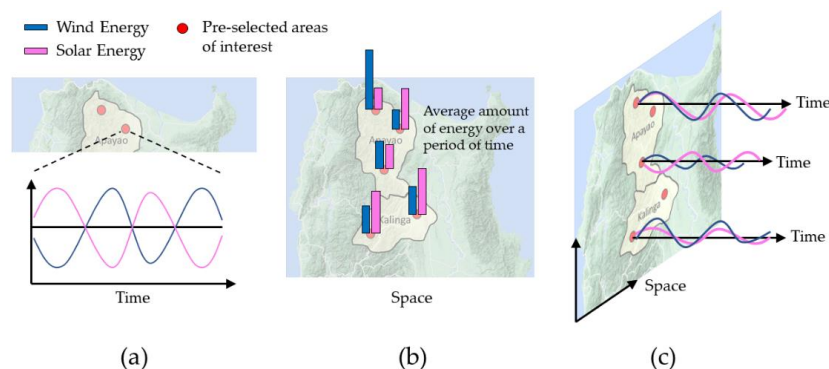 Wind Energy
Solar Energy
Pre-selected areas
of interest
Apayao
Time
(a)
Average amount
of energy over a
period of time
Apayao
Kalinga
Space
(b)
Time
Time
Kalinga
Time
Space
(c)